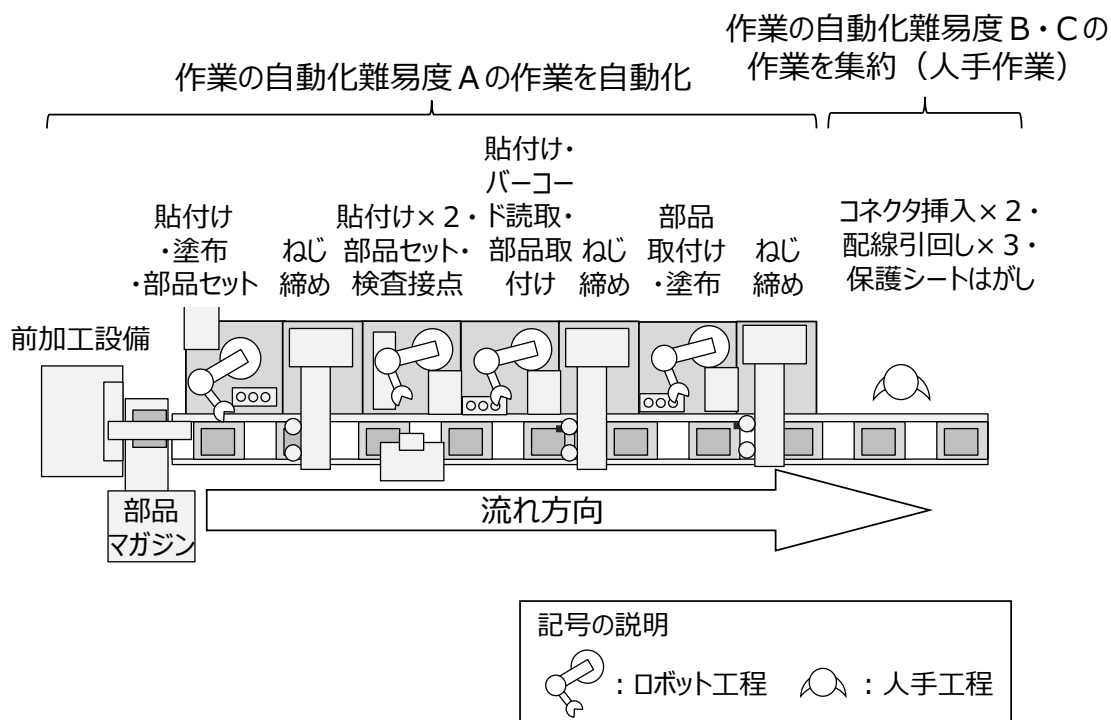 作業の自動化難易度B・Cの
作業を集約（人手作業）
作業の自動化難易度Aの作業を自動化
貼付け
・塗布
・部品セット
ねじ
締め
貼付け×２・
部品セット・
検査接点
貼付け・
バーコー
ド読取・
部品取
付け
ねじ
締め
部品
取付け
・塗布
ねじ
締め
コネクタ挿入×２・
配線引回し×３・
保護シートはがし
前加工設備
部品
マガジン
流れ方向
記号の説明
：ロボット工程
：人手工程